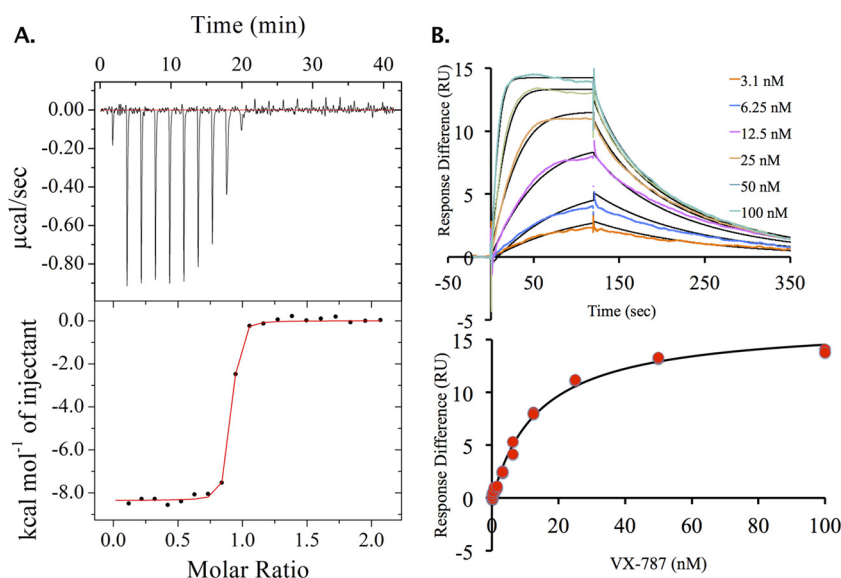 A.
Time (min)
0 10 20 30 40
0.00
-0.20
-0.40
-0.60
-0.80
µcal/sec
0.0
-2.0
-4.0
-6.0
-8.0
kcal mol⁻¹ of injectant
0.0 0.5 1.0 1.5 2.0
Molar Ratio
B.
15
10
5
0
-5
Response Difference (RU)
-50 50 150 250 350
Time (sec)
3.1 nM
6.25 nM
12.5 nM
25 nM
50 nM
100 nM
15
10
5
0
-5
Response Difference (RU)
0 20 40 60 80 100
VX-787 (nM)